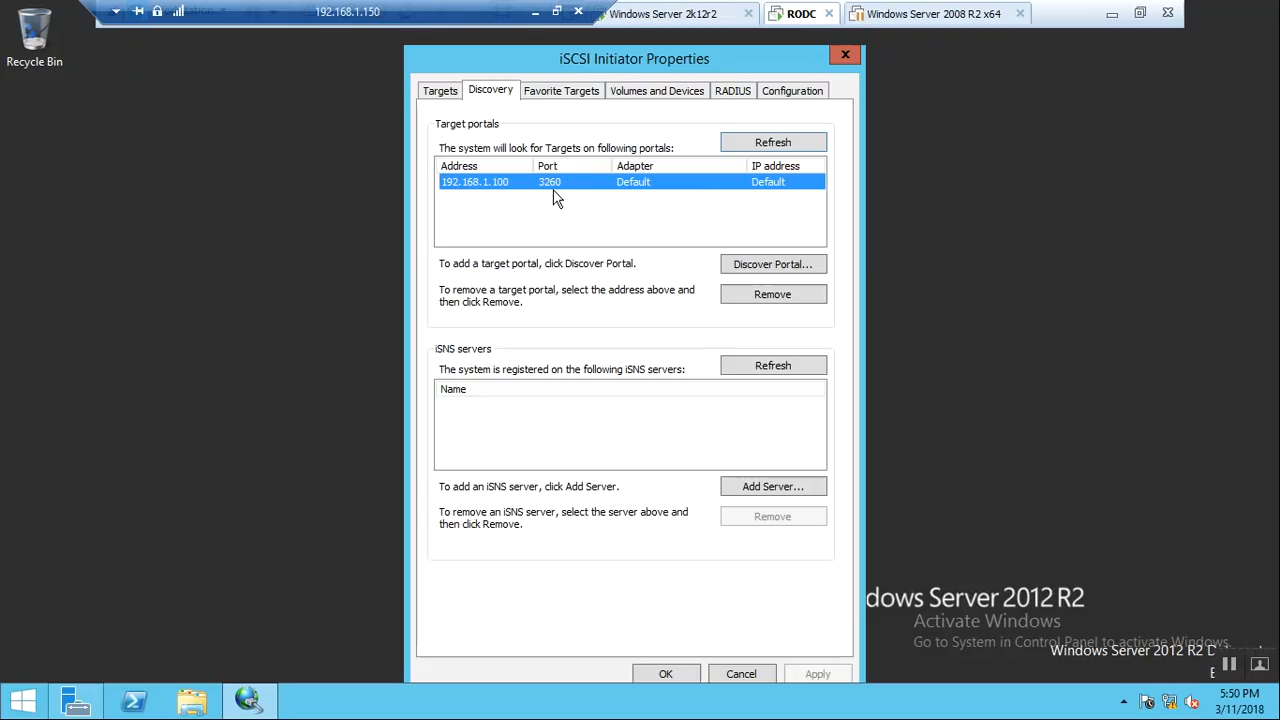 192.168.1.150
Windows Server 2k12r2
RODC
Windows Server 2008 R2 x64
Recycle Bin
iSCSI Initiator Properties
Targets
Discovery
Favorite Targets
Volumes and Devices
RADIUS
Configuration
Target portals
The system will look for Targets on following portals:
Refresh
Address Port Adapter IP address
192.168.1.100 3260 Default Default
To add a target portal, click Discover Portal.
Discover Portal...
To remove a target portal, select the address above and
then click Remove.
Remove
iSNS servers
The system is registered on the following iSNS servers:
Refresh
Name
To add an iSNS server, click Add Server.
Add Server...
To remove an iSNS server, select the server above and
then click Remove.
Remove
OK
Cancel
Apply
dows Server 2012 R2
Activate Windows
Go to System in Control Panel to activate Windows.
Windows Server 2012 R2 D
E
5:50 PM
3/11/2018